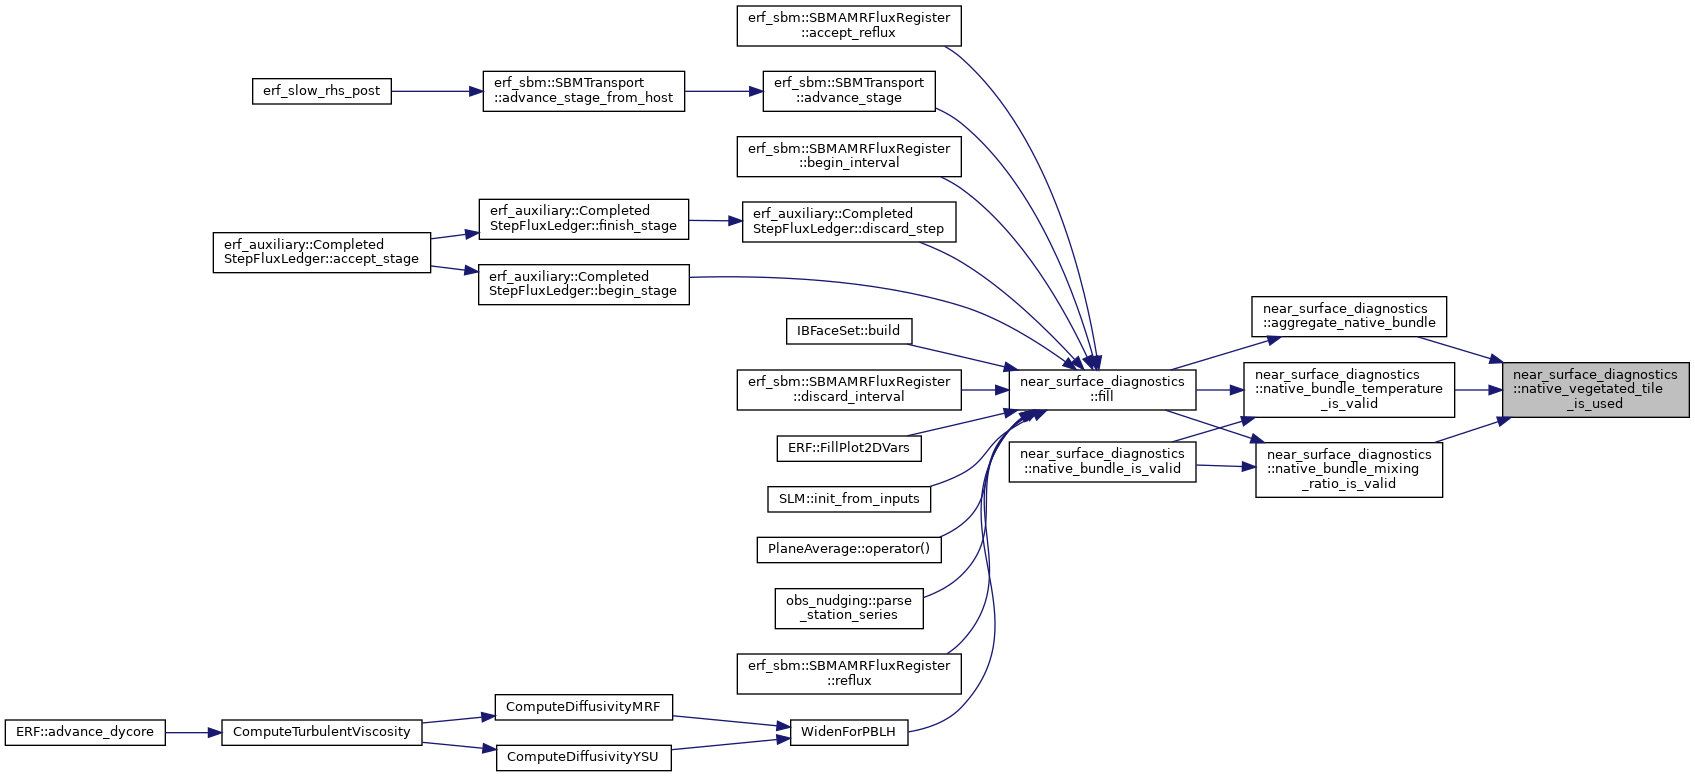 erf_sbm::SBMAMRFluxRegister
::accept_reflux
erf_slow_rhs_post
erf_sbm::SBMTransport
::advance_stage_from_host
erf_sbm::SBMTransport
::advance_stage
erf_sbm::SBMAMRFluxRegister
::begin_interval
erf_auxiliary::Completed
StepFluxLedger::accept_stage
erf_auxiliary::Completed
StepFluxLedger::finish_stage
erf_auxiliary::Completed
StepFluxLedger::discard_step
erf_auxiliary::Completed
StepFluxLedger::begin_stage
IBFaceSet::build
erf_sbm::SBMAMRFluxRegister
::discard_interval
ERF::FillPlot2DVars
SLM::init_from_inputs
PlaneAverage::operator()
obs_nudging::parse
_station_series
erf_sbm::SBMAMRFluxRegister
::reflux
ERF::advance_dycore
ComputeTurbulentViscosity
ComputeDiffusivityMRF
ComputeDiffusivityYSU
WidenForPBLH
near_surface_diagnostics
::fill
near_surface_diagnostics
::native_bundle_is_valid
near_surface_diagnostics
::aggregate_native_bundle
near_surface_diagnostics
::native_bundle_temperature
_is_valid
near_surface_diagnostics
::native_bundle_mixing
_ratio_is_valid
near_surface_diagnostics
::native_vegetated_tile
_is_used